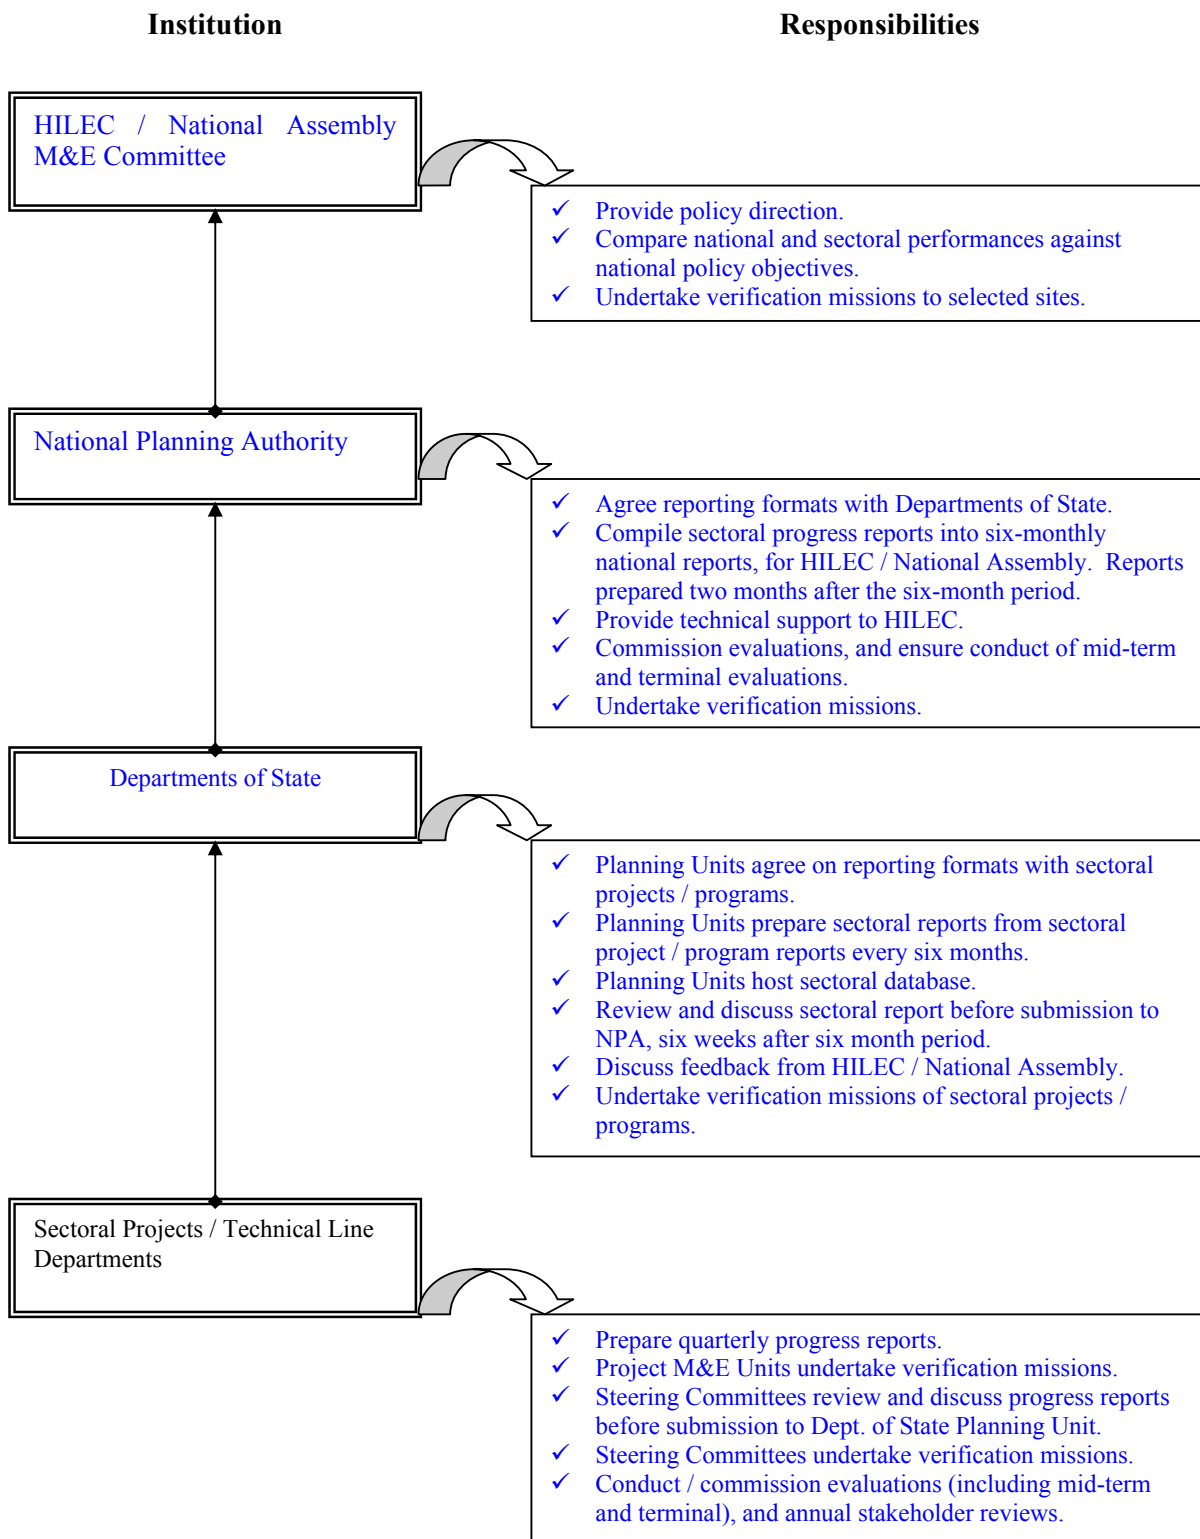 Institution
Responsibilities
HILEC / National Assembly
M&E Committee
✓ Provide policy direction.
✓ Compare national and sectoral performances against
national policy objectives.
✓ Undertake verification missions to selected sites.
National Planning Authority
✓ Agree reporting formats with Departments of State.
✓ Compile sectoral progress reports into six-monthly
national reports, for HILEC / National Assembly. Reports
prepared two months after the six-month period.
✓ Provide technical support to HILEC.
✓ Commission evaluations, and ensure conduct of mid-term
and terminal evaluations.
✓ Undertake verification missions.
Departments of State
✓ Planning Units agree on reporting formats with sectoral
projects / programs.
✓ Planning Units prepare sectoral reports from sectoral
project / program reports every six months.
✓ Planning Units host sectoral database.
✓ Review and discuss sectoral report before submission to
NPA, six weeks after six month period.
✓ Discuss feedback from HILEC / National Assembly.
✓ Undertake verification missions of sectoral projects /
programs.
Sectoral Projects / Technical Line
Departments
✓ Prepare quarterly progress reports.
✓ Project M&E Units undertake verification missions.
✓ Steering Committees review and discuss progress reports
before submission to Dept. of State Planning Unit.
✓ Steering Committees undertake verification missions.
✓ Conduct / commission evaluations (including mid-term
and terminal), and annual stakeholder reviews.